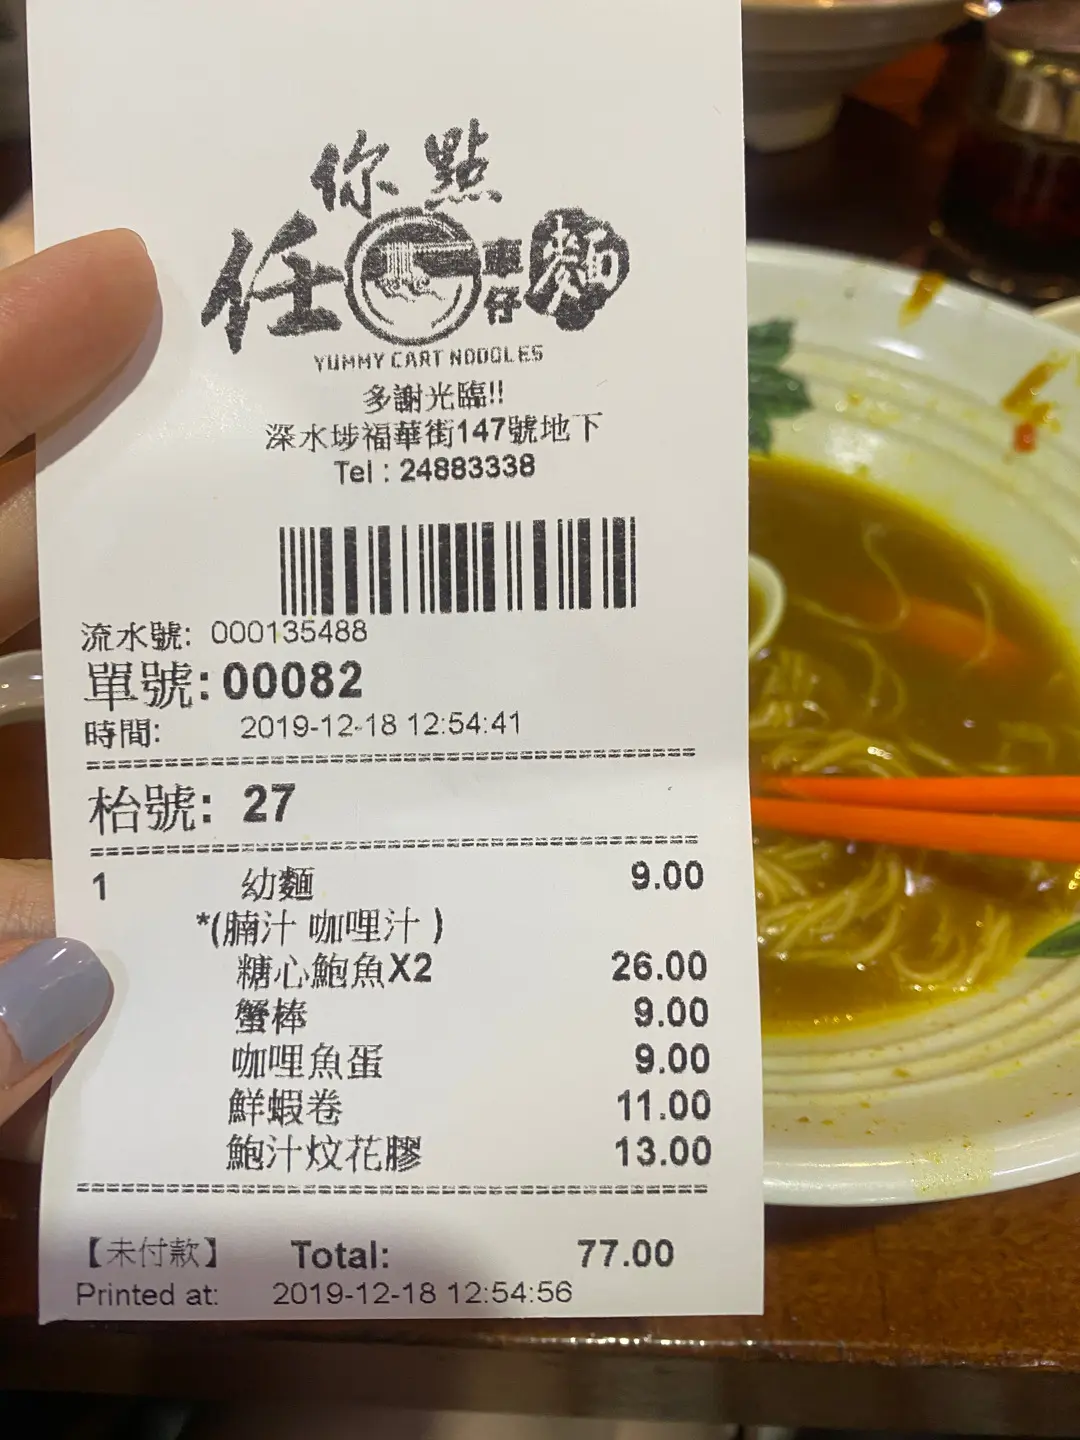 你點
任 車仔麵
YUMMY CART NOODLES
多謝光臨!!
深水埗福華街147號地下
Tel : 24883338
流水號: 000135488
單號: 00082
時間: 2019-12-18 12:54:41
枱號: 27
1 幼麵 9.00
*(腩汁 咖哩汁 )
糖心鮑魚X2 26.00
蟹棒 9.00
咖哩魚蛋 9.00
鮮蝦卷 11.00
鮑汁炆花膠 13.00
【未付款】 Total: 77.00
Printed at: 2019-12-18 12:54:56